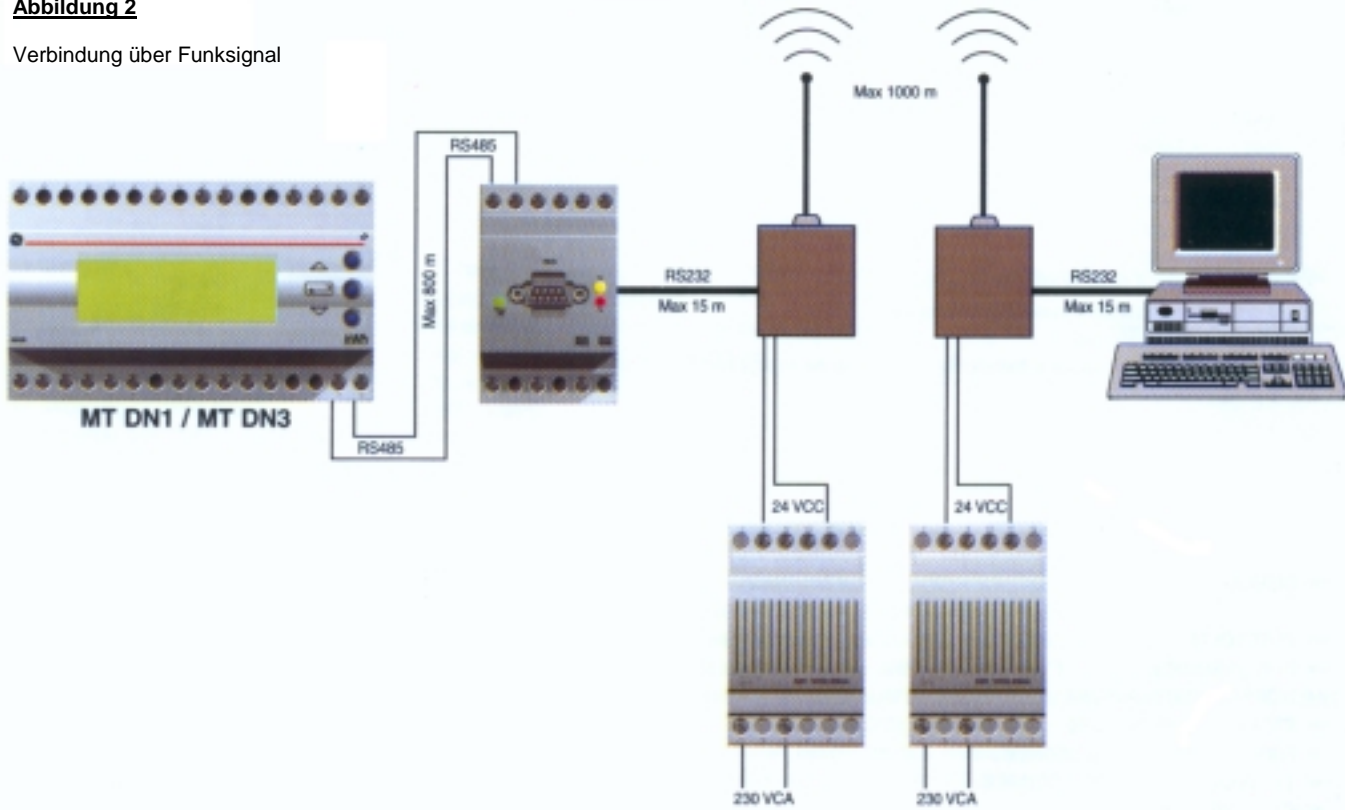 Abbildung 2
Verbindung über Funksignal
Max 1000 m
RS485
Max 800 m
RS232
Max 15 m
RS232
Max 15 m
kWh
MT DN1 / MT DN3
RS485
24 VCC
24 VCC
230 VCA
230 VCA